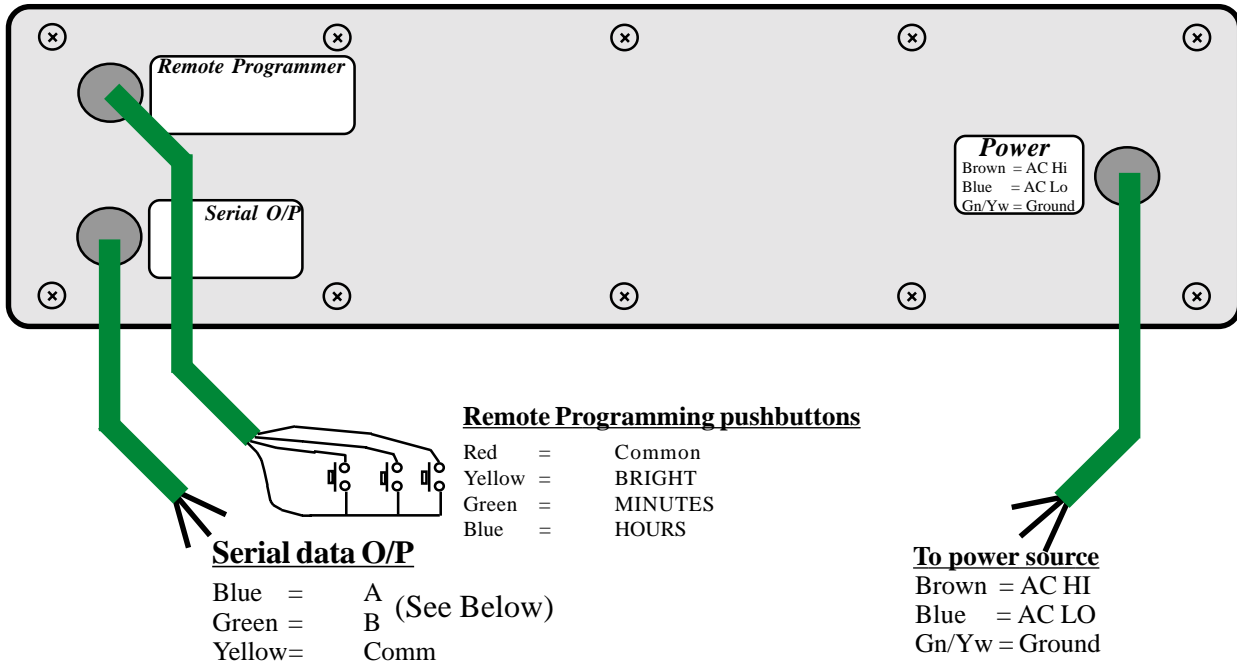 Remote Programmer
Serial O/P
Power
Brown = AC Hi
Blue = AC Lo
Gn/Yw = Ground
Remote Programming pushbuttons
Red = Common
Yellow = BRIGHT
Green = MINUTES
Blue = HOURS
Serial data O/P
Blue = A
(See Below)
Green = B
Yellow= Comm
To power source
Brown = AC HI
Blue = AC LO
Gn/Yw = Ground